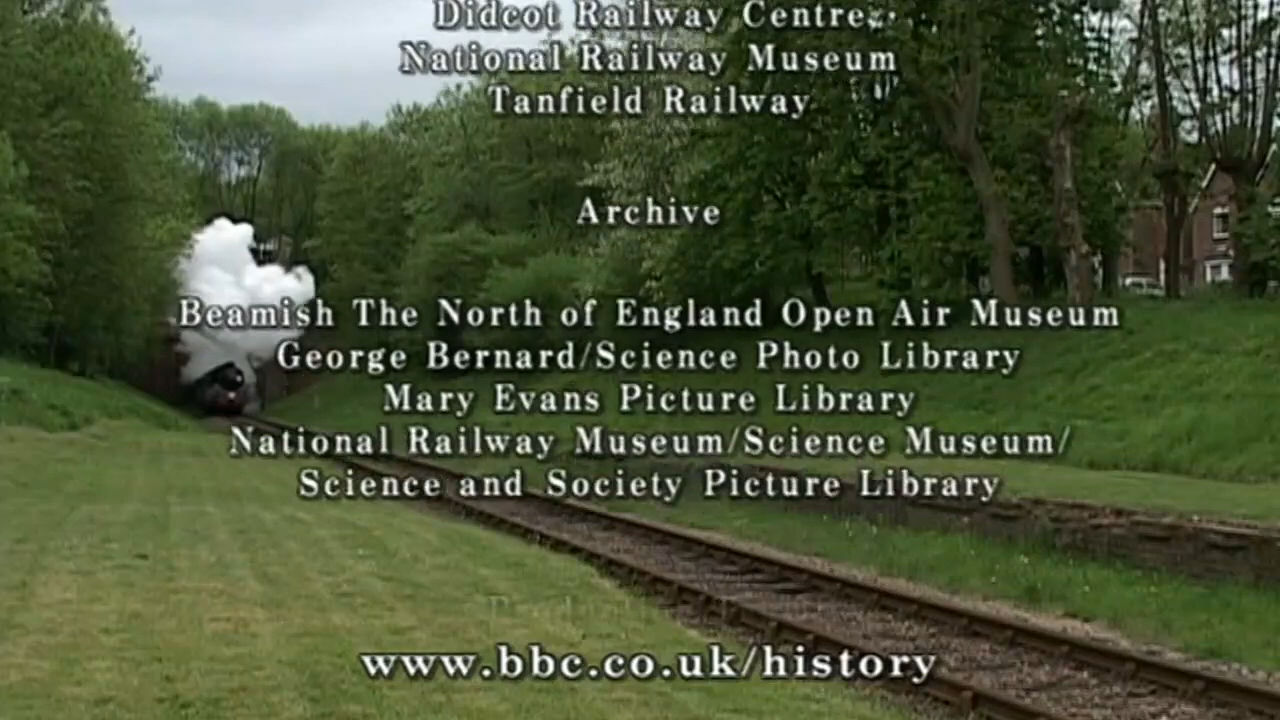 Didcot Railway Centre
National Railway Museum
Tanfield Railway
Archive
Beamish The North of England Open Air Museum
George Bernard/Science Photo Library
Mary Evans Picture Library
National Railway Museum/Science Museum/
Science and Society Picture Library
www.bbc.co.uk/history